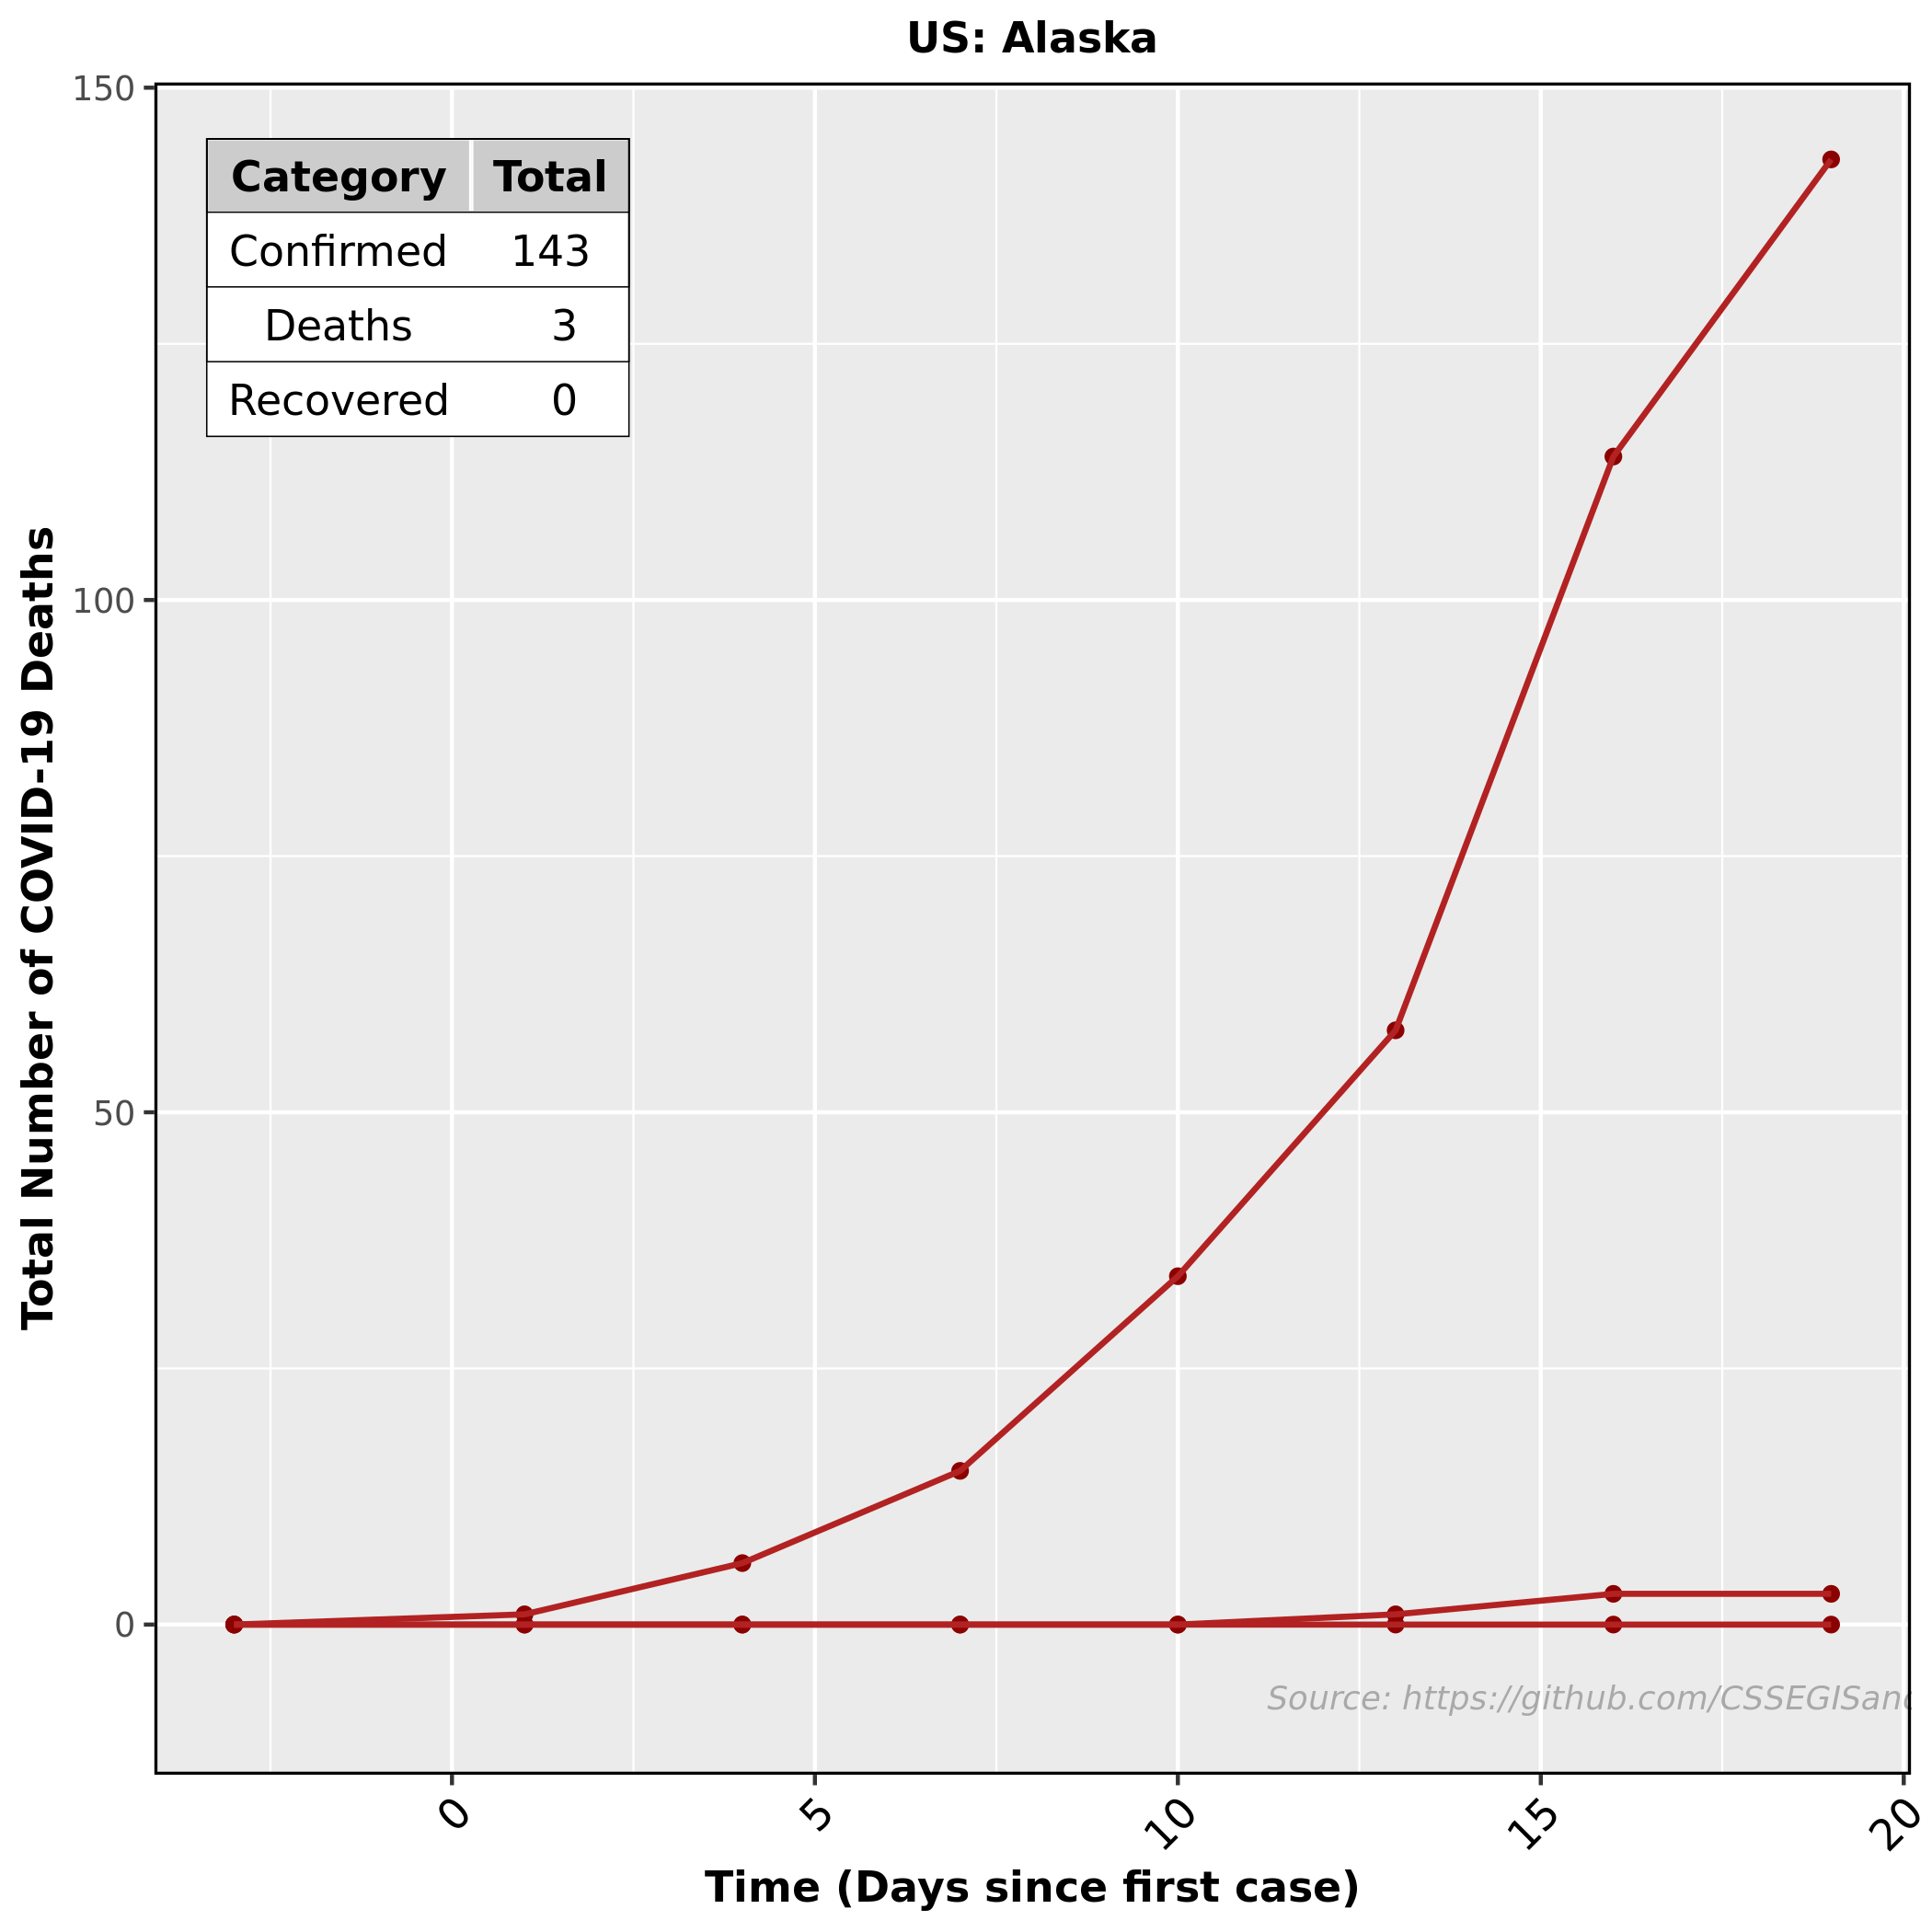 US: Alaska
Total Number of COVID-19 Deaths
150
100
50
0
Category Total
Confirmed 143
Deaths 3
Recovered 0
Source: https://github.com/CSSEGISand
0 5 10 15 20
Time (Days since first case)